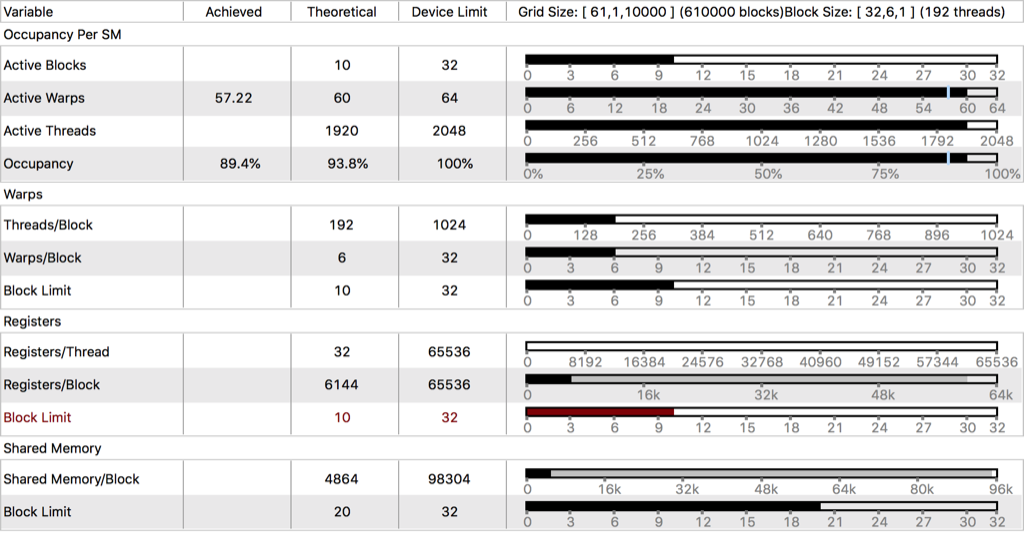 Variable Achieved Theoretical Device Limit Grid Size: [ 61,1,10000 ] (610000 blocks)Block Size: [ 32,6,1 ] (192 threads)
Occupancy Per SM
Active Blocks 10 32
0 3 6 9 12 15 18 21 24 27 30 32
Active Warps 57.22 60 64
0 6 12 18 24 30 36 42 48 54 60 64
Active Threads 1920 2048
0 256 512 768 1024 1280 1536 1792 2048
Occupancy 89.4% 93.8% 100%
0% 25% 50% 75% 100%
Warps
Threads/Block 192 1024
0 128 256 384 512 640 768 896 1024
Warps/Block 6 32
0 3 6 9 12 15 18 21 24 27 30 32
Block Limit 10 32
0 3 6 9 12 15 18 21 24 27 30 32
Registers
Registers/Thread 32 65536
0 8192 16384 24576 32768 40960 49152 57344 65536
Registers/Block 6144 65536
0 16k 32k 48k 64k
Block Limit 10 32
0 3 6 9 12 15 18 21 24 27 30 32
Shared Memory
Shared Memory/Block 4864 98304
0 16k 32k 48k 64k 80k 96k
Block Limit 20 32
0 3 6 9 12 15 18 21 24 27 30 32